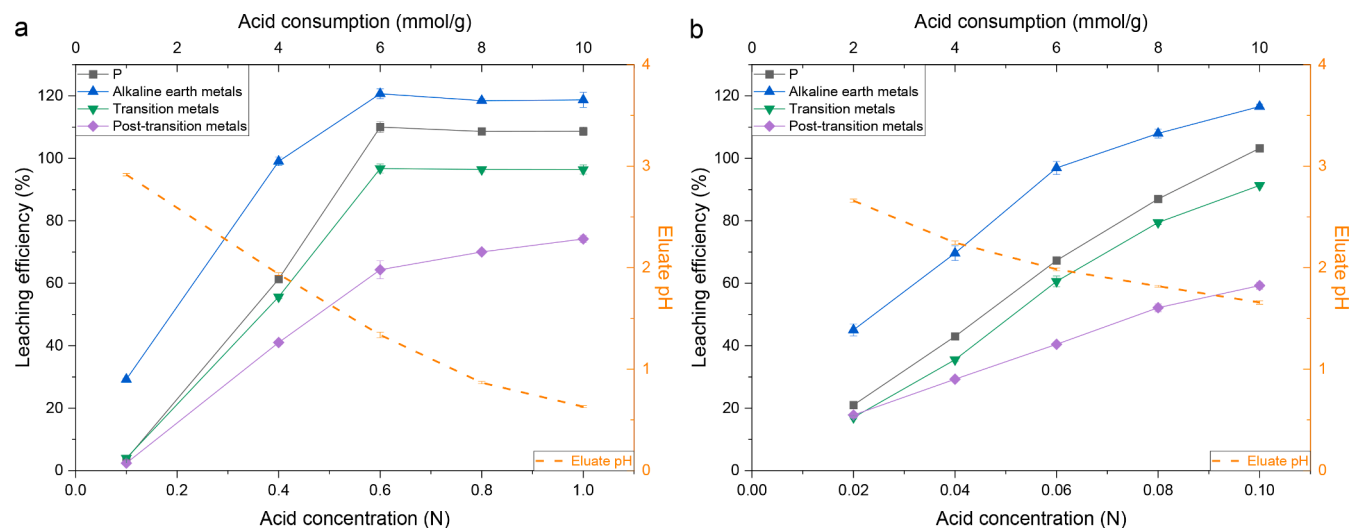 a
Acid consumption (mmol/g)
0 2 4 6 8 10
P
Alkaline earth metals
Transition metals
Post-transition metals
120
100
80
60
40
20
0
Leaching efficiency (%)
4
3
2
1
0
Eluate pH
Eluate pH
0.0 0.2 0.4 0.6 0.8 1.0
Acid concentration (N)
b
Acid consumption (mmol/g)
0 2 4 6 8 10
P
Alkaline earth metals
Transition metals
Post-transition metals
120
100
80
60
40
20
0
Leaching efficiency (%)
4
3
2
1
0
Eluate pH
Eluate pH
0.00 0.02 0.04 0.06 0.08 0.10
Acid concentration (N)